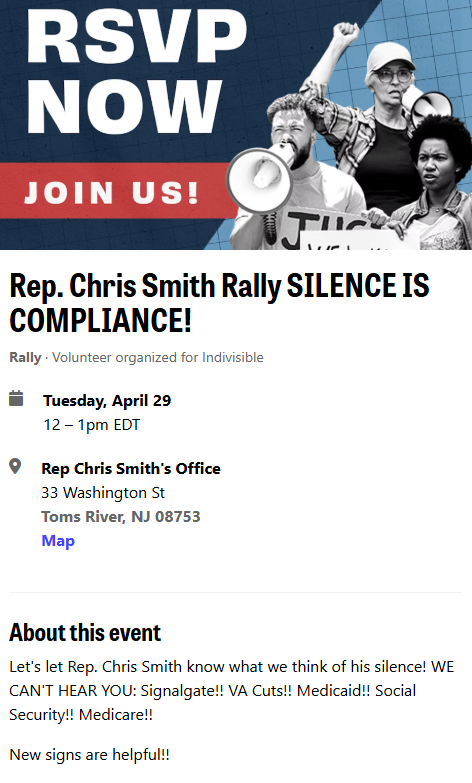 RSVP
NOW
JOIN US!
Rep. Chris Smith Rally SILENCE IS
COMPLIANCE!
Rally · Volunteer organized for Indivisible
Tuesday, April 29
12 – 1pm EDT
Rep Chris Smith's Office
33 Washington St
Toms River, NJ 08753
Map
About this event
Let's let Rep. Chris Smith know what we think of his silence! WE
CAN'T HEAR YOU: Signalgate!! VA Cuts!! Medicaid!! Social
Security!! Medicare!!
New signs are helpful!!